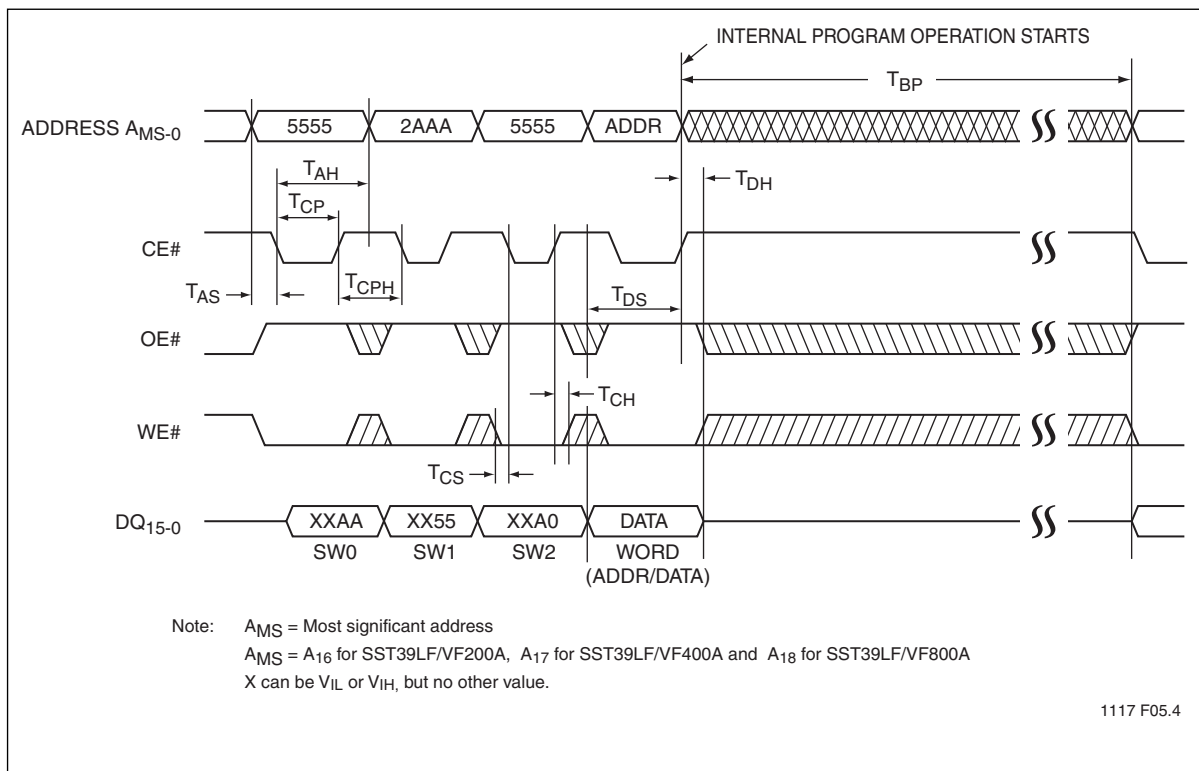 INTERNAL PROGRAM OPERATION STARTS
TBP
ADDRESS AMS-0
5555
2AAA
5555
ADDR
TAH
TDH
TCP
CE#
TAS
TCPH
TDS
OE#
TCH
WE#
TCS
DQ15-0
XXAA
XX55
XXA0
DATA
SW0
SW1
SW2
WORD
(ADDR/DATA)
Note: AMS = Most significant address
AMS = A16 for SST39LF/VF200A, A17 for SST39LF/VF400A and A18 for SST39LF/VF800A
X can be VIL or VIH, but no other value.
1117 F05.4